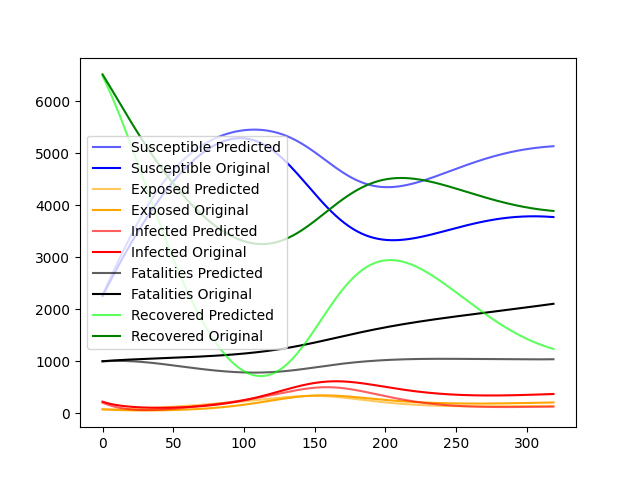 6000
5000
4000
3000
2000
1000
0
Susceptible Predicted
Susceptible Original
Exposed Predicted
Exposed Original
Infected Predicted
Infected Original
Fatalities Predicted
Fatalities Original
Recovered Predicted
Recovered Original
0 50 100 150 200 250 300